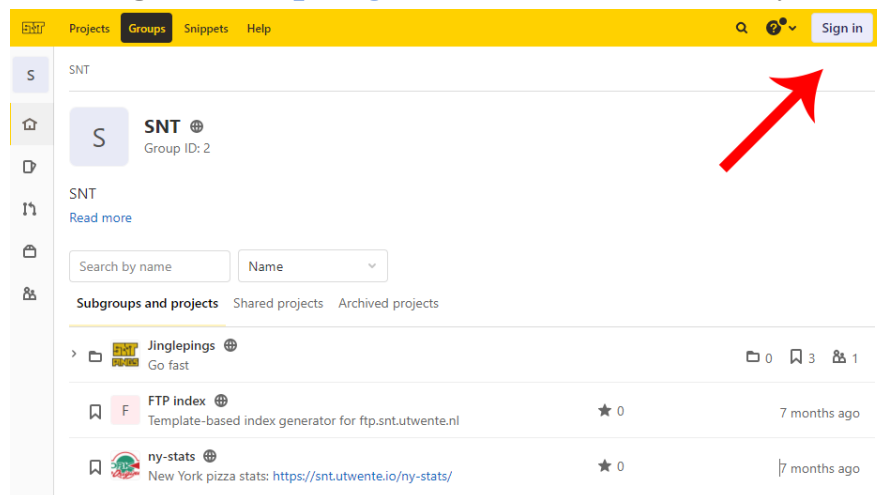 SNT Projects Groups Snippets Help Sign in
S SNT
S SNT
Group ID: 2
SNT
Read more
Search by name Name
Subgroups and projects Shared projects Archived projects
SNT PINGS Jinglepings 0 3 1
Go fast
F FTP index 0 7 months ago
Template-based index generator for ftp.snt.utwente.nl
ny-stats 0 7 months ago
New York pizza stats: https://snt.utwente.io/ny-stats/